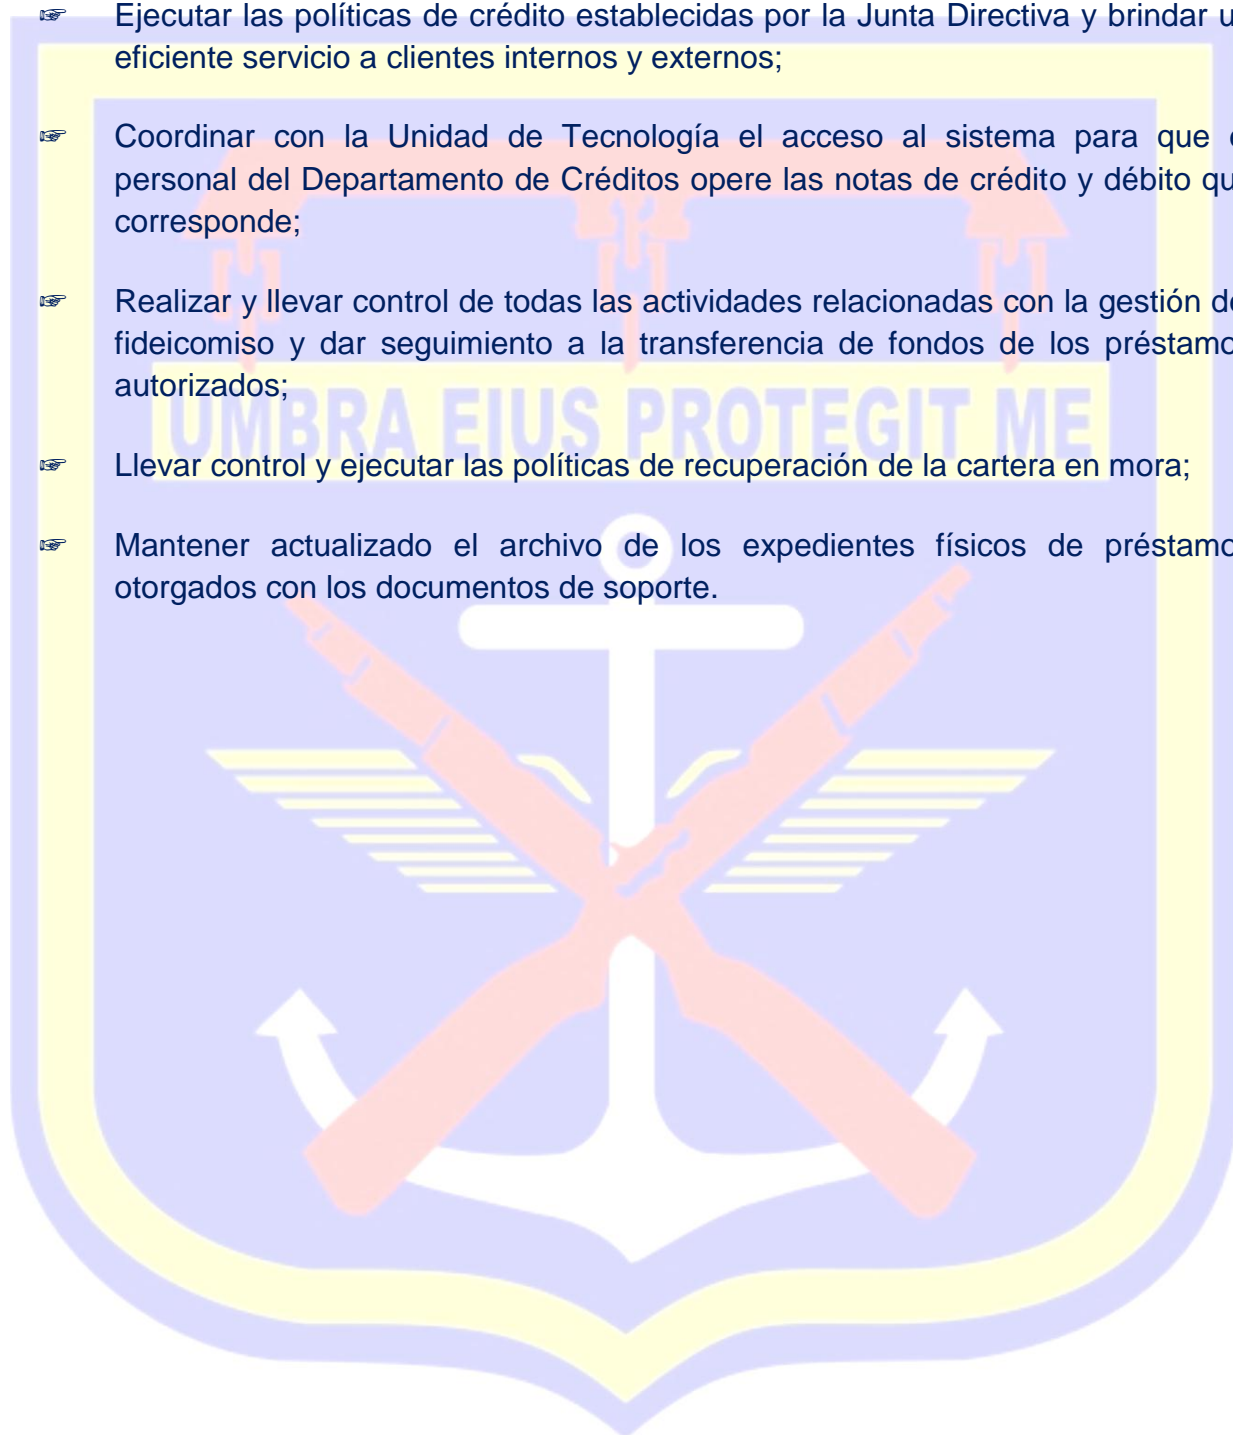 ☞ Ejecutar las políticas de crédito establecidas por la Junta Directiva y brindar u
eficiente servicio a clientes internos y externos;
☞ Coordinar con la Unidad de Tecnología el acceso al sistema para que e
personal del Departamento de Créditos opere las notas de crédito y débito qu
corresponde;
☞ Realizar y llevar control de todas las actividades relacionadas con la gestión de
fideicomiso y dar seguimiento a la transferencia de fondos de los préstamo
autorizados;
UMBRA EIUS PROTEGIT ME
☞ Llevar control y ejecutar las políticas de recuperación de la cartera en mora;
☞ Mantener actualizado el archivo de los expedientes físicos de préstamo
otorgados con los documentos de soporte.